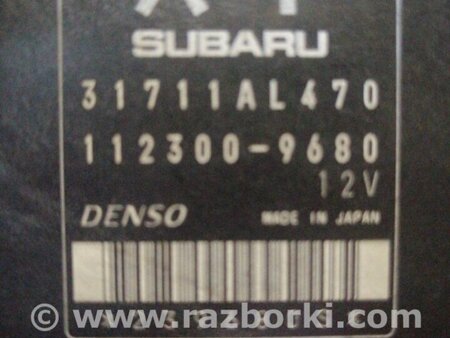 SUBARU
31711AL470
112300-9680
12V
DENSO MADE IN JAPAN
© www.razborki.com